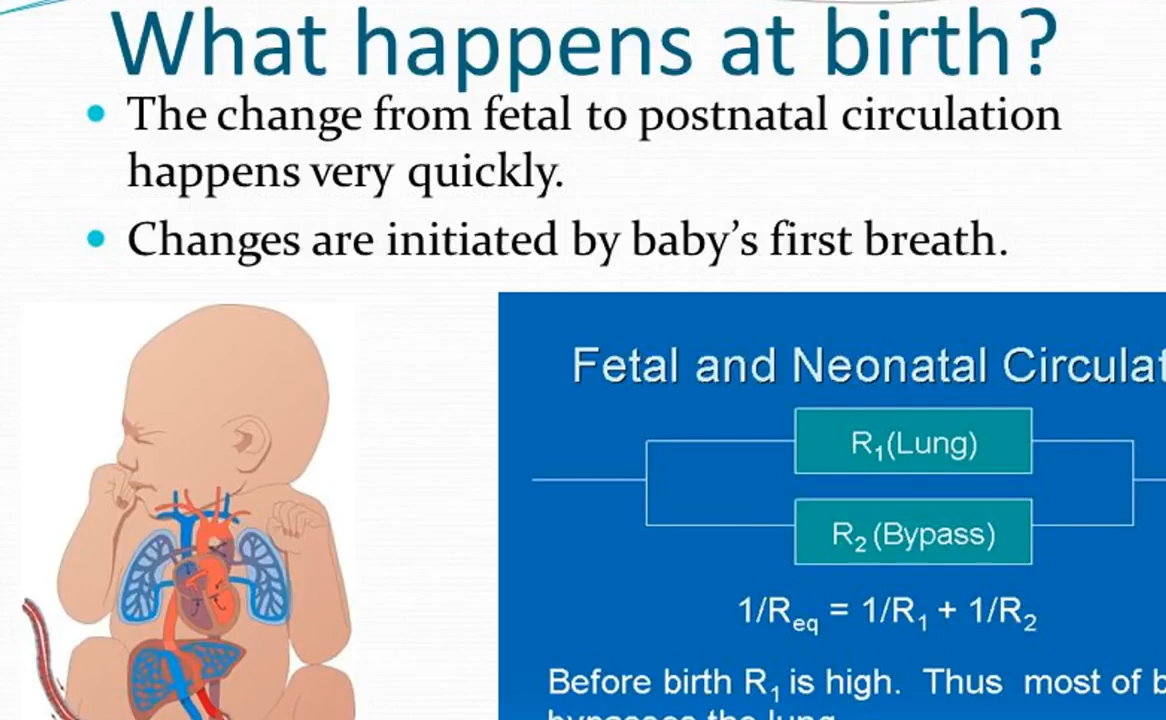 What happens at birth?
• The change from fetal to postnatal circulation
happens very quickly.
• Changes are initiated by baby's first breath.
Fetal and Neonatal Circulat
R₁(Lung)
R₂ (Bypass)
1/Req = 1/R₁ + 1/R₂
Before birth R₁ is high. Thus most of b
bypasses the lung